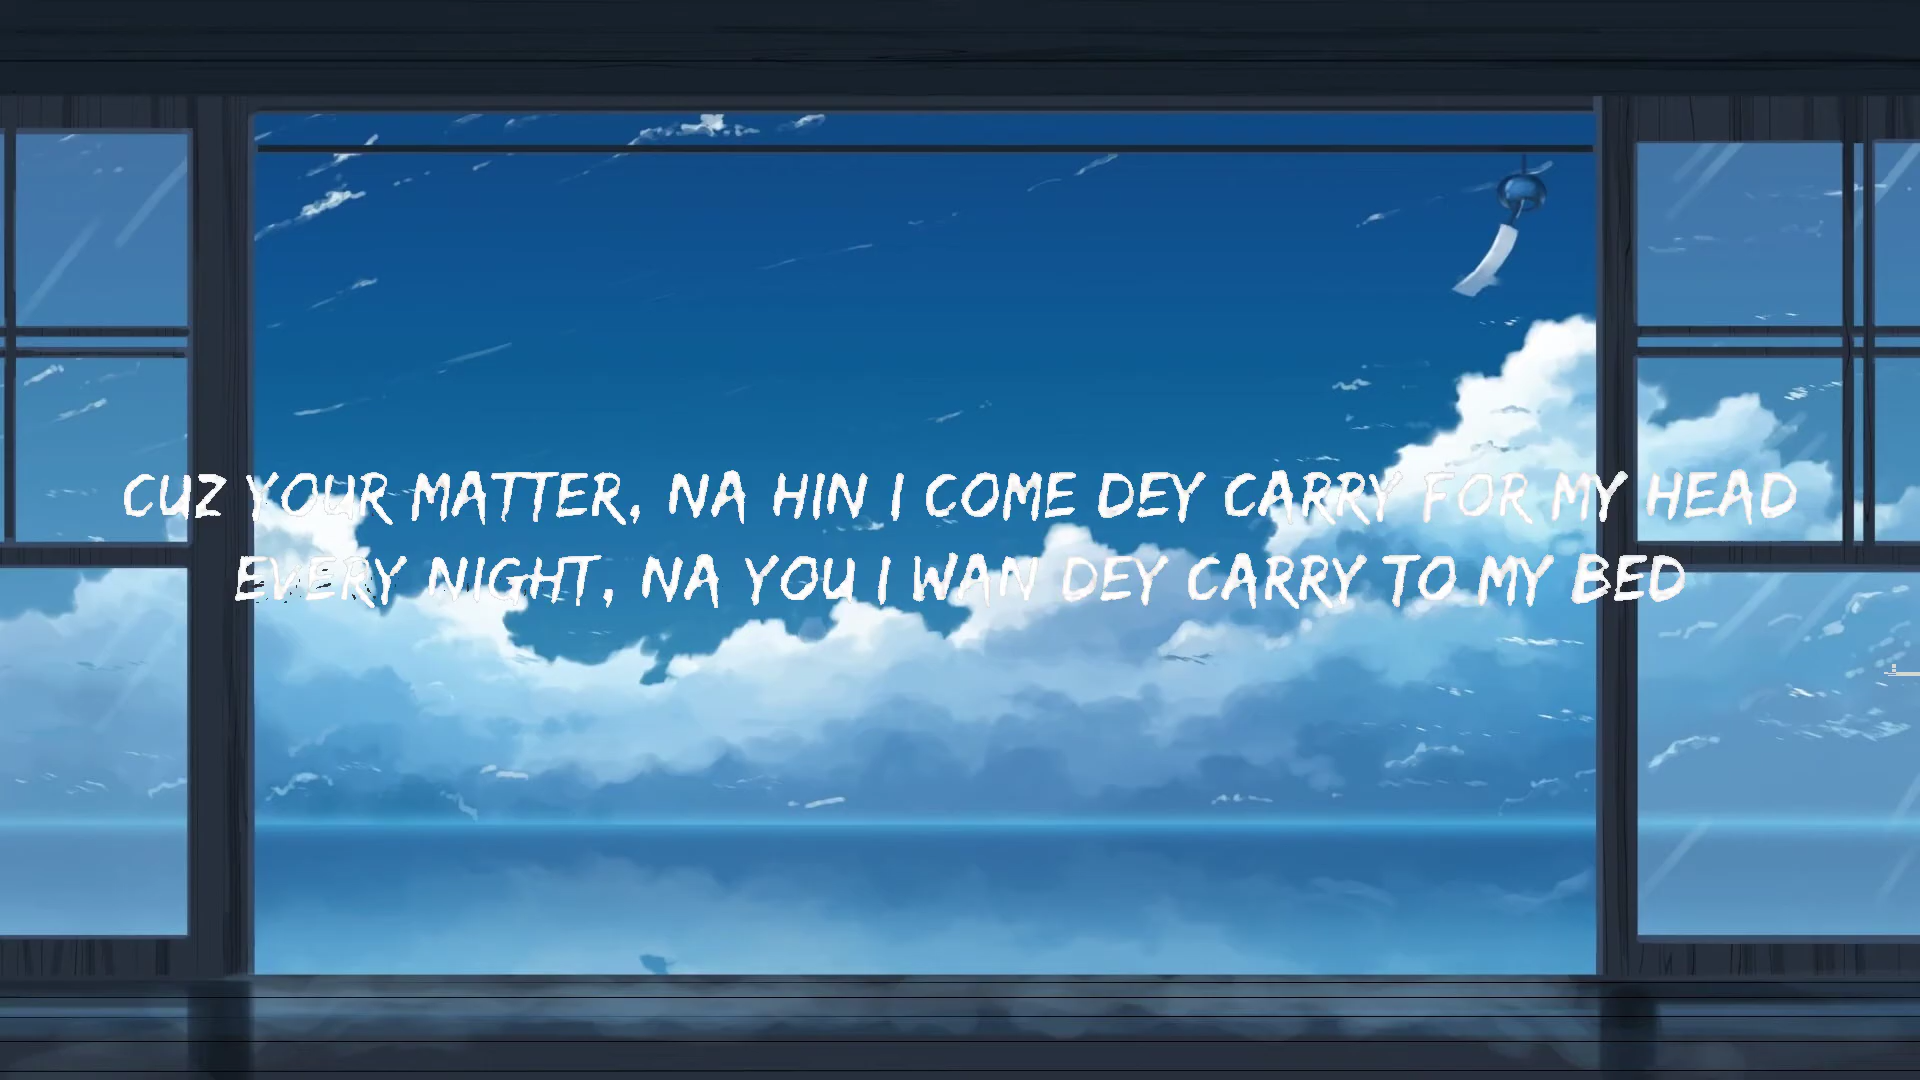 CUZ YOUR MATTER, NA HIN I COME DEY CARRY FOR MY HEAD
EVERY NIGHT, NA YOU I WAN DEY CARRY TO MY BED